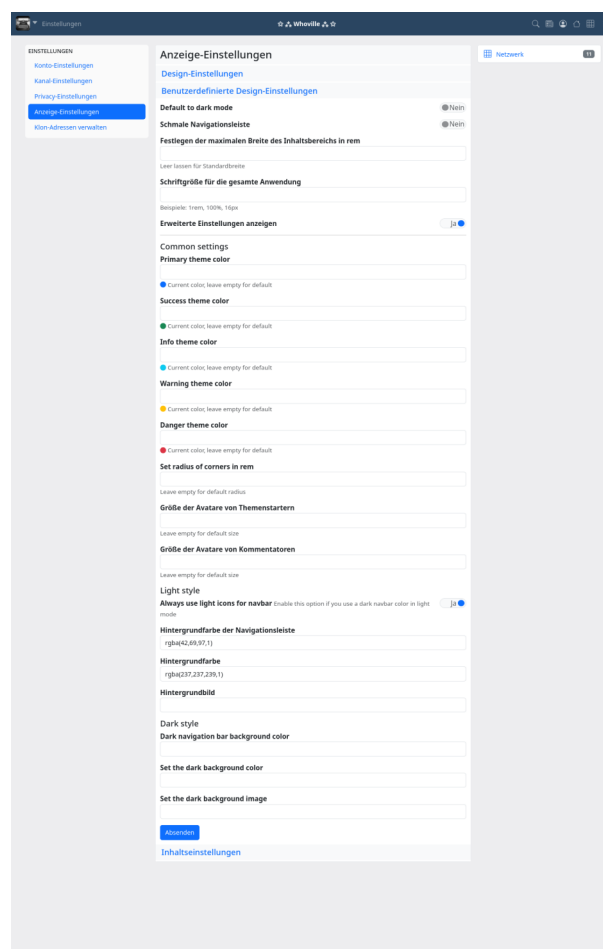 Einstellungen
☆ ⁂ Whoville ⁂ ☆
EINSTELLUNGEN
Konto-Einstellungen
Kanal-Einstellungen
Privacy-Einstellungen
Anzeige-Einstellungen
Klon-Adressen verwalten
Anzeige-Einstellungen
Design-Einstellungen
Benutzerdefinierte Design-Einstellungen
Default to dark mode
Nein
Schmale Navigationsleiste
Nein
Festlegen der maximalen Breite des Inhaltsbereichs in rem
Leer lassen für Standardbreite
Schriftgröße für die gesamte Anwendung
Beispiele: 1rem, 100%, 16px
Erweiterte Einstellungen anzeigen
Ja
Common settings
Primary theme color
Current color, leave empty for default
Success theme color
Current color, leave empty for default
Info theme color
Current color, leave empty for default
Warning theme color
Current color, leave empty for default
Danger theme color
Current color, leave empty for default
Set radius of corners in rem
Leave empty for default radius
Größe der Avatare von Themenstartern
Leave empty for default size
Größe der Avatare von Kommentatoren
Leave empty for default size
Light style
Always use light icons for navbar Enable this option if you use a dark navbar color in light
mode
Ja
Hintergrundfarbe der Navigationsleiste
rgba(42,69,97,1)
Hintergrundfarbe
rgba(237,237,239,1)
Hintergrundbild
Dark style
Dark navigation bar background color
Set the dark background color
Set the dark background image
Absenden
Inhaltseinstellungen
Netzwerk
11